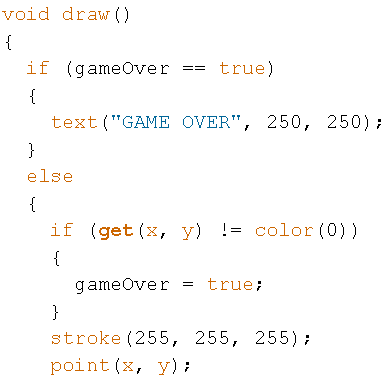 void draw()
{
  if (gameOver == true)
  {
    text("GAME OVER", 250, 250);
  }
  else
  {
    if (get(x, y) != color(0))
    {
      gameOver = true;
    }
    stroke(255, 255, 255);
    point(x, y);